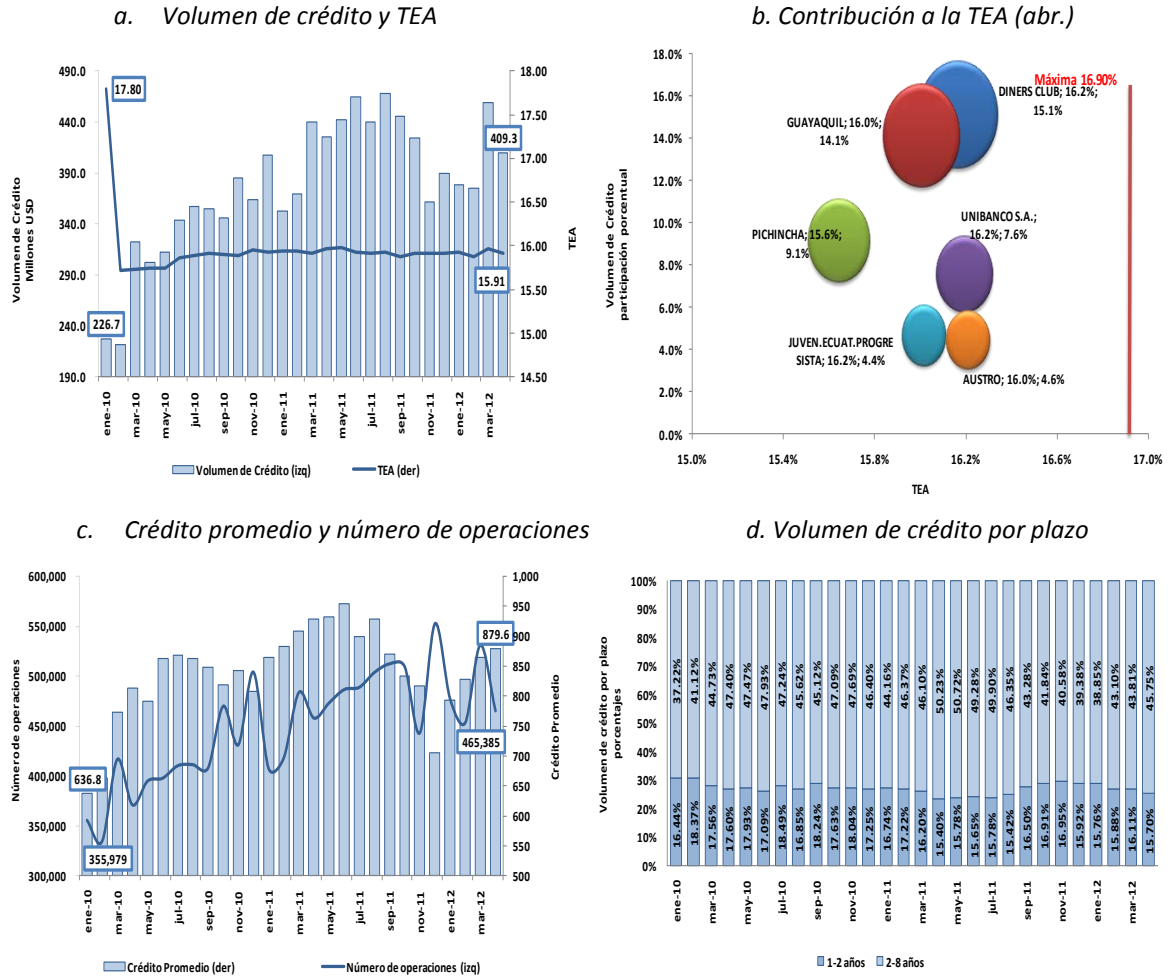 a. Volumen de crédito y TEA
490.0
440.0
390.0
340.0
290.0
240.0
190.0
Volumen de Crédito
Millones USD
18.00
17.50
17.00
16.50
16.00
15.50
15.00
14.50
TEA
17.80
409.3
226.7
15.91
ene-10
mar-10
may-10
jul-10
sep-10
nov-10
ene-11
mar-11
may-11
jul-11
sep-11
nov-11
ene-12
mar-12
Volumen de Crédito (izq)
TEA (der)
b. Contribución a la TEA (abr.)
18.0%
16.0%
14.0%
12.0%
10.0%
8.0%
6.0%
4.0%
2.0%
0.0%
Volumen de Crédito
participación porcentual
Máxima 16.90%
DINERS CLUB; 16.2%;
15.1%
GUAYAQUIL; 16.0%;
14.1%
PICHINCHA; 15.6%;
9.1%
UNIBANCO S.A.;
16.2%; 7.6%
JUVEN.ECUAT.PROGRE
SISTA; 16.2%; 4.4%
AUSTRO; 16.0%; 4.6%
15.0%
15.4%
15.8%
16.2%
16.6%
17.0%
TEA
c. Crédito promedio y número de operaciones
600,000
550,000
500,000
450,000
400,000
350,000
300,000
Número de operaciones
1,000
950
900
850
800
750
700
650
600
550
500
Crédito Promedio
636.8
355,979
879.6
465,385
ene-10
mar-10
may-10
jul-10
sep-10
nov-10
ene-11
mar-11
may-11
jul-11
sep-11
nov-11
ene-12
mar-12
Crédito Promedio (der)
Número de operaciones (izq)
d. Volumen de crédito por plazo
100%
90%
80%
70%
60%
50%
40%
30%
20%
10%
0%
Volumen de crédito por plazo
porcentajes
37.22%
41.12%
44.73%
47.40%
47.47%
47.93%
47.24%
45.62%
45.12%
47.09%
47.69%
46.40%
44.16%
46.37%
46.10%
50.23%
50.72%
49.28%
49.90%
46.35%
43.28%
41.84%
40.58%
39.38%
38.85%
43.10%
43.81%
45.75%
16.44%
18.37%
17.56%
17.60%
17.93%
17.09%
18.49%
16.85%
18.24%
17.63%
18.04%
17.25%
16.74%
17.22%
16.20%
15.40%
15.78%
15.65%
15.78%
15.42%
16.50%
16.91%
16.95%
15.92%
15.76%
15.88%
16.11%
15.70%
ene-10
mar-10
may-10
jul-10
sep-10
nov-10
ene-11
mar-11
may-11
jul-11
sep-11
nov-11
ene-12
mar-12
1-2 años
2-8 años